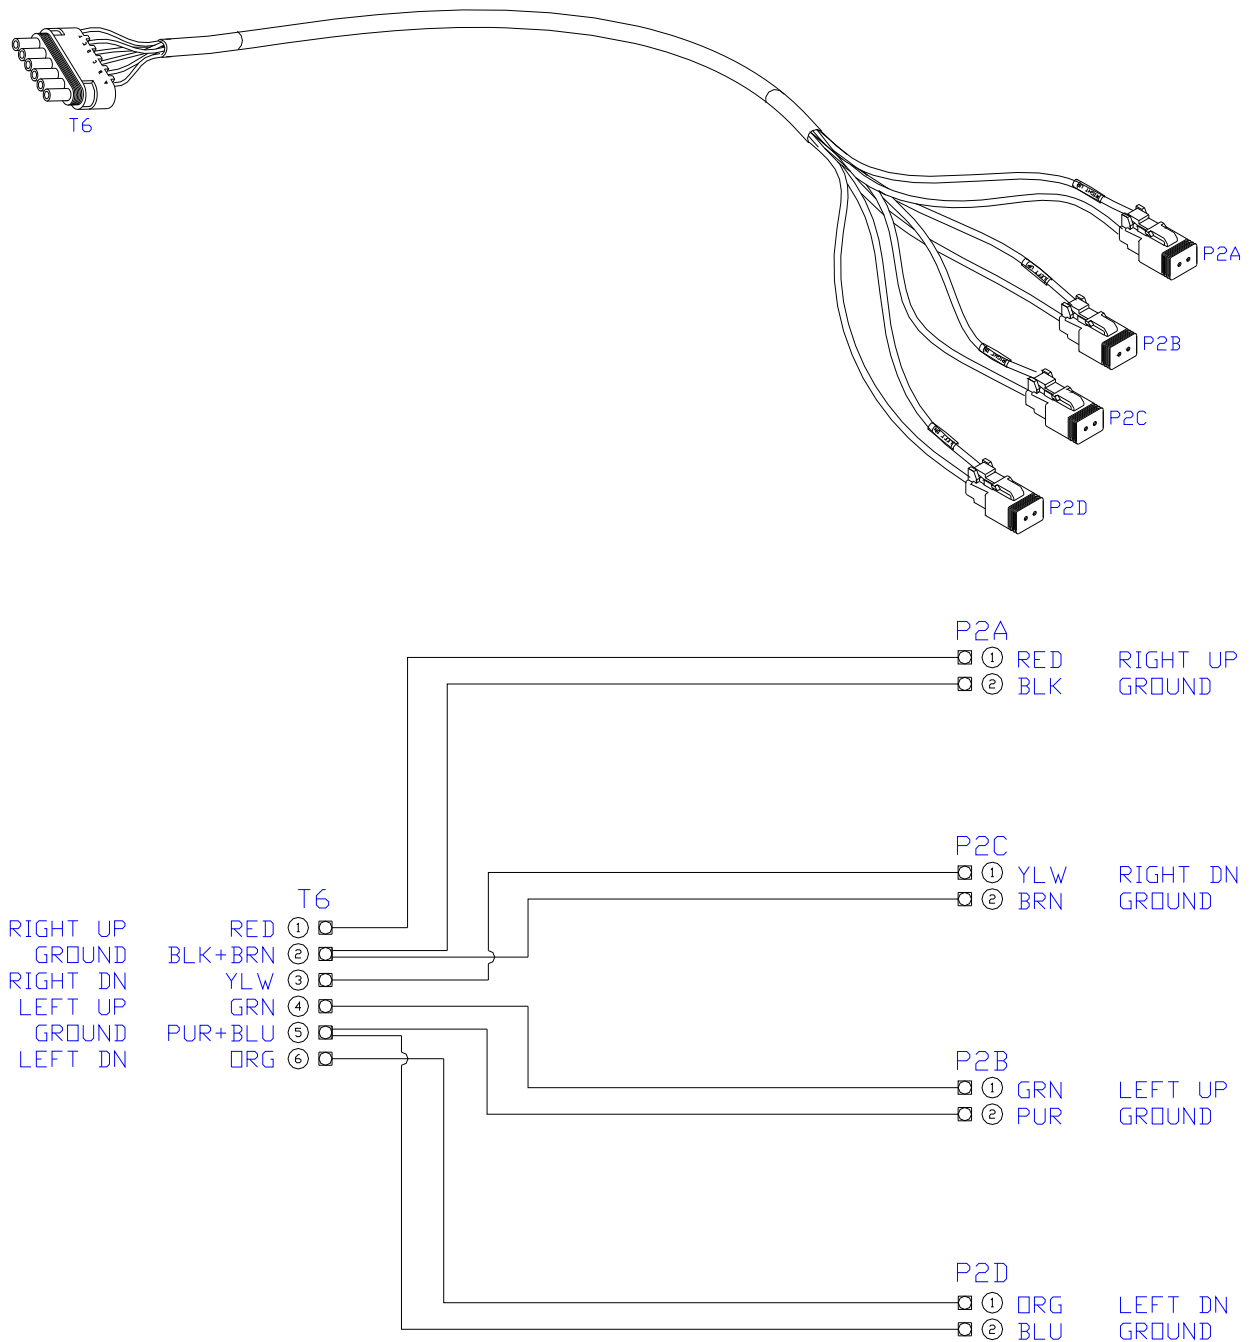 T6
P2A
P2B
P2C
P2D
P2A
1 RED RIGHT UP
2 BLK GROUND
P2C
1 YLW RIGHT DN
2 BRN GROUND
T6
RIGHT UP RED 1
GROUND BLK+BRN 2
RIGHT DN YLW 3
LEFT UP GRN 4
GROUND PUR+BLU 5
LEFT DN ORG 6
P2B
1 GRN LEFT UP
2 PUR GROUND
P2D
1 ORG LEFT DN
2 BLU GROUND